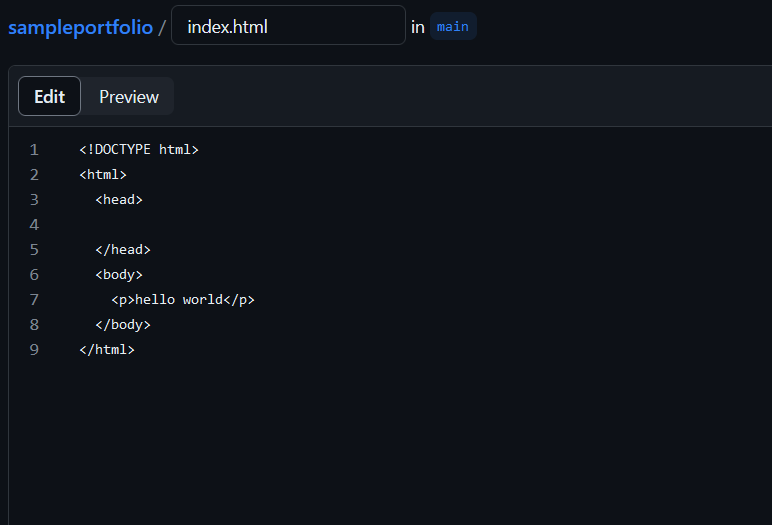 sampleportfolio / index.html in main
Edit Preview
1 <!DOCTYPE html>
2 <html>
3   <head>
4
5   </head>
6   <body>
7     <p>hello world</p>
8   </body>
9 </html>